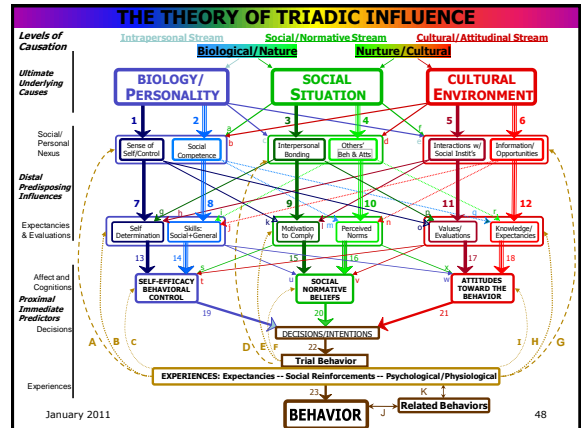 THE THEORY OF TRIADIC INFLUENCE
Levels of
Causation
Intrapersonal Stream
Social/Normative Stream
Cultural/Attitudinal Stream
Biological/Nature
Nurture/Cultural
Ultimate
Underlying
Causes
BIOLOGY/
PERSONALITY
SOCIAL
SITUATION
CULTURAL
ENVIRONMENT
1
2
3
4
5
6
a
b
c
d
e
f
Social/
Personal
Nexus
Sense of
Self/Control
Social
Competence
Interpersonal
Bonding
Others'
Beh & Atts
Interactions w/
Social Instit's
Information/
Opportunities
Distal
Predisposing
Influences
7
8
9
10
11
12
g
h
i
j
k
l
m
n
o
p
q
r
Expectancies
& Evaluations
Self
Determination
Skills:
Social+General
Motivation
to Comply
Perceived
Norms
Values/
Evaluations
Knowledge/
Expectancies
13
14
15
16
17
18
s
t
u
v
w
x
Affect and
Cognitions
SELF-EFFICACY
BEHAVIORAL
CONTROL
SOCIAL
NORMATIVE
BELIEFS
ATTITUDES
TOWARD THE
BEHAVIOR
Proximal
Immediate
Predictors
19
20
21
Decisions
DECISIONS/INTENTIONS
A
B
C
D
E
F
I
H
G
22
Trial Behavior
EXPERIENCES: Expectancies -- Social Reinforcements -- Psychological/Physiological
Experiences
23
K
BEHAVIOR
J
Related Behaviors
January 2011
48